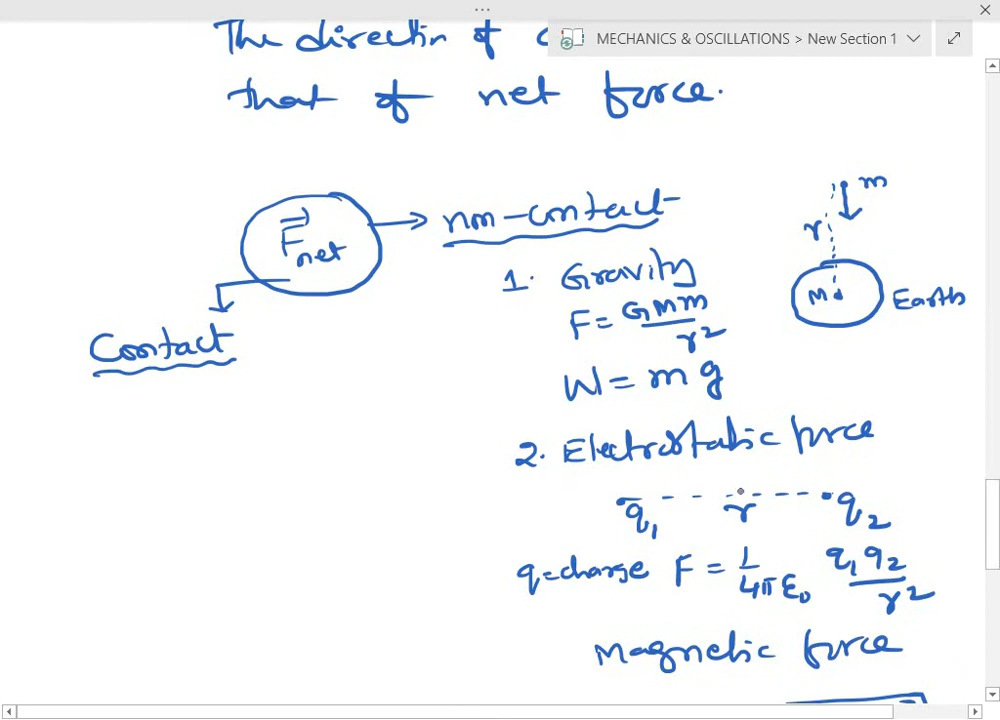 The directin of
MECHANICS & OSCILLATIONS > New Section 1
that of net force.
F net
non-contact
Contact
1. Gravity
F = GMm / r²
W = mg
m
r
M
Earth
2. Electrostatic force
q₁ - - - r - - - q₂
q=charge F = 1/4πε₀ q₁q₂/r²
Magnetic force